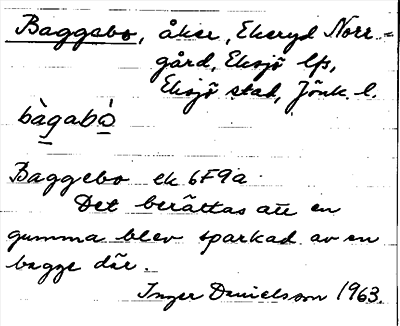 Baggabo, åker, Ekeryd Norr-
gård, Eksjö lfs,
Eksjö stad, Jönk. l.
bàgabò
Baggebo ek 6F9a
Det berättas att en
gumma blev sparkad av en
bagge där.
Inger Danielsson 1963.